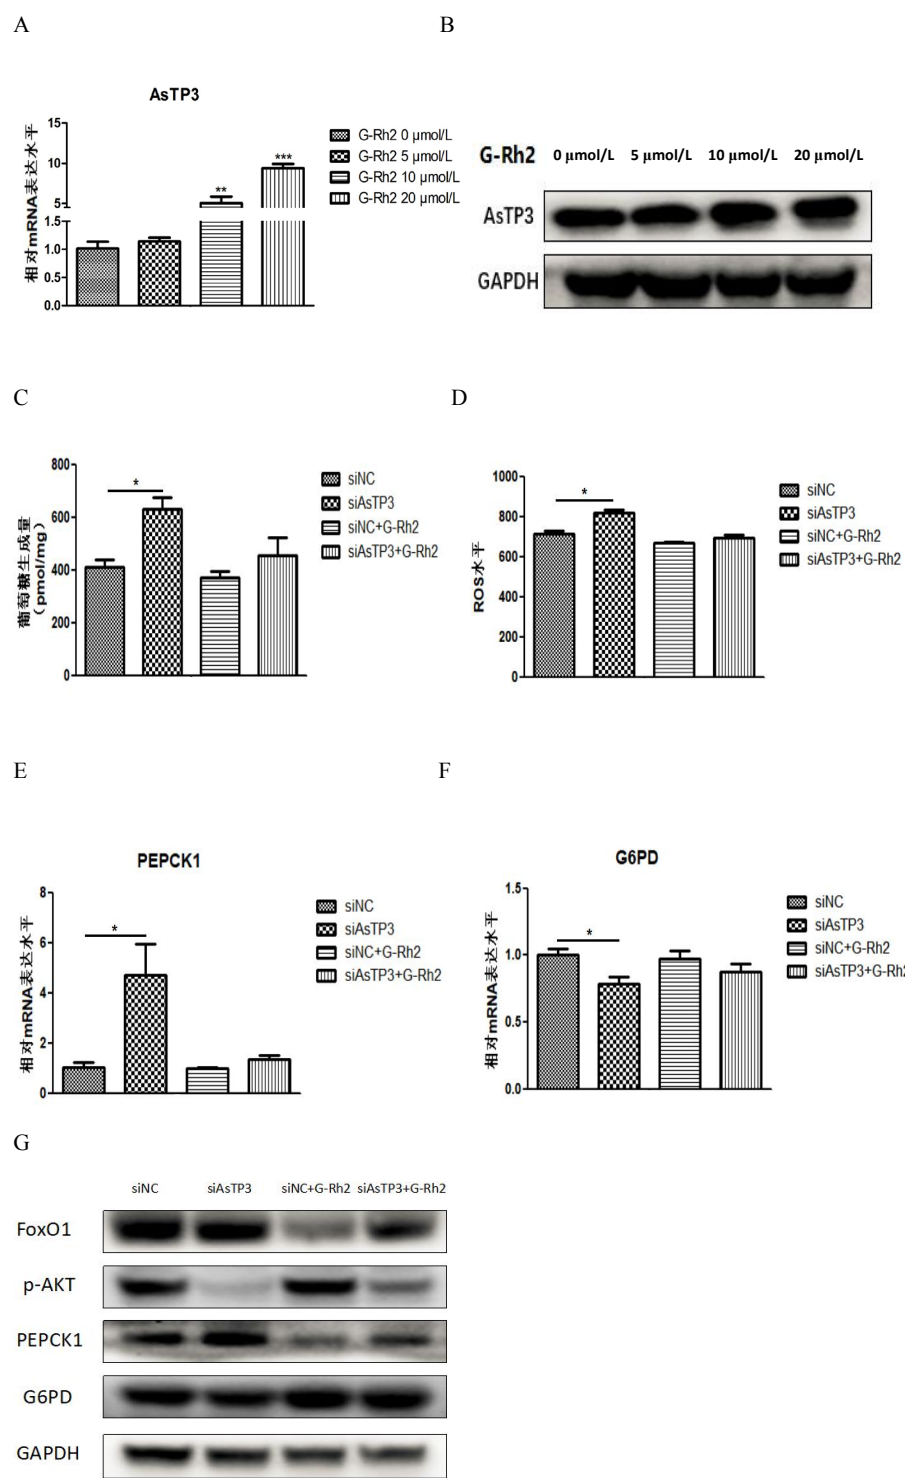 A
B
AsTP3
相对mRNA表达水平
15
10
5
1.0
0.5
0.0
**
***
G-Rh2 0 μmol/L
G-Rh2 5 μmol/L
G-Rh2 10 μmol/L
G-Rh2 20 μmol/L
G-Rh2 0 μmol/L 5 μmol/L 10 μmol/L 20 μmol/L
AsTP3
GAPDH
C
D
葡萄糖生成量
(pmol/mg)
800
600
400
200
0
*
siNC
siAsTP3
siNC+G-Rh2
siAsTP3+G-Rh2
ROS水平
1000
800
600
400
200
0
*
siNC
siAsTP3
siNC+G-Rh2
siAsTP3+G-Rh2
E
F
PEPCK1
相对mRNA表达水平
8
6
4
2
0
*
siNC
siAsTP3
siNC+G-Rh2
siAsTP3+G-Rh2
G6PD
相对mRNA表达水平
1.5
1.0
0.5
0.0
*
siNC
siAsTP3
siNC+G-Rh2
siAsTP3+G-Rh2
G
siNC siAsTP3 siNC+G-Rh2 siAsTP3+G-Rh2
FoxO1
p-AKT
PEPCK1
G6PD
GAPDH